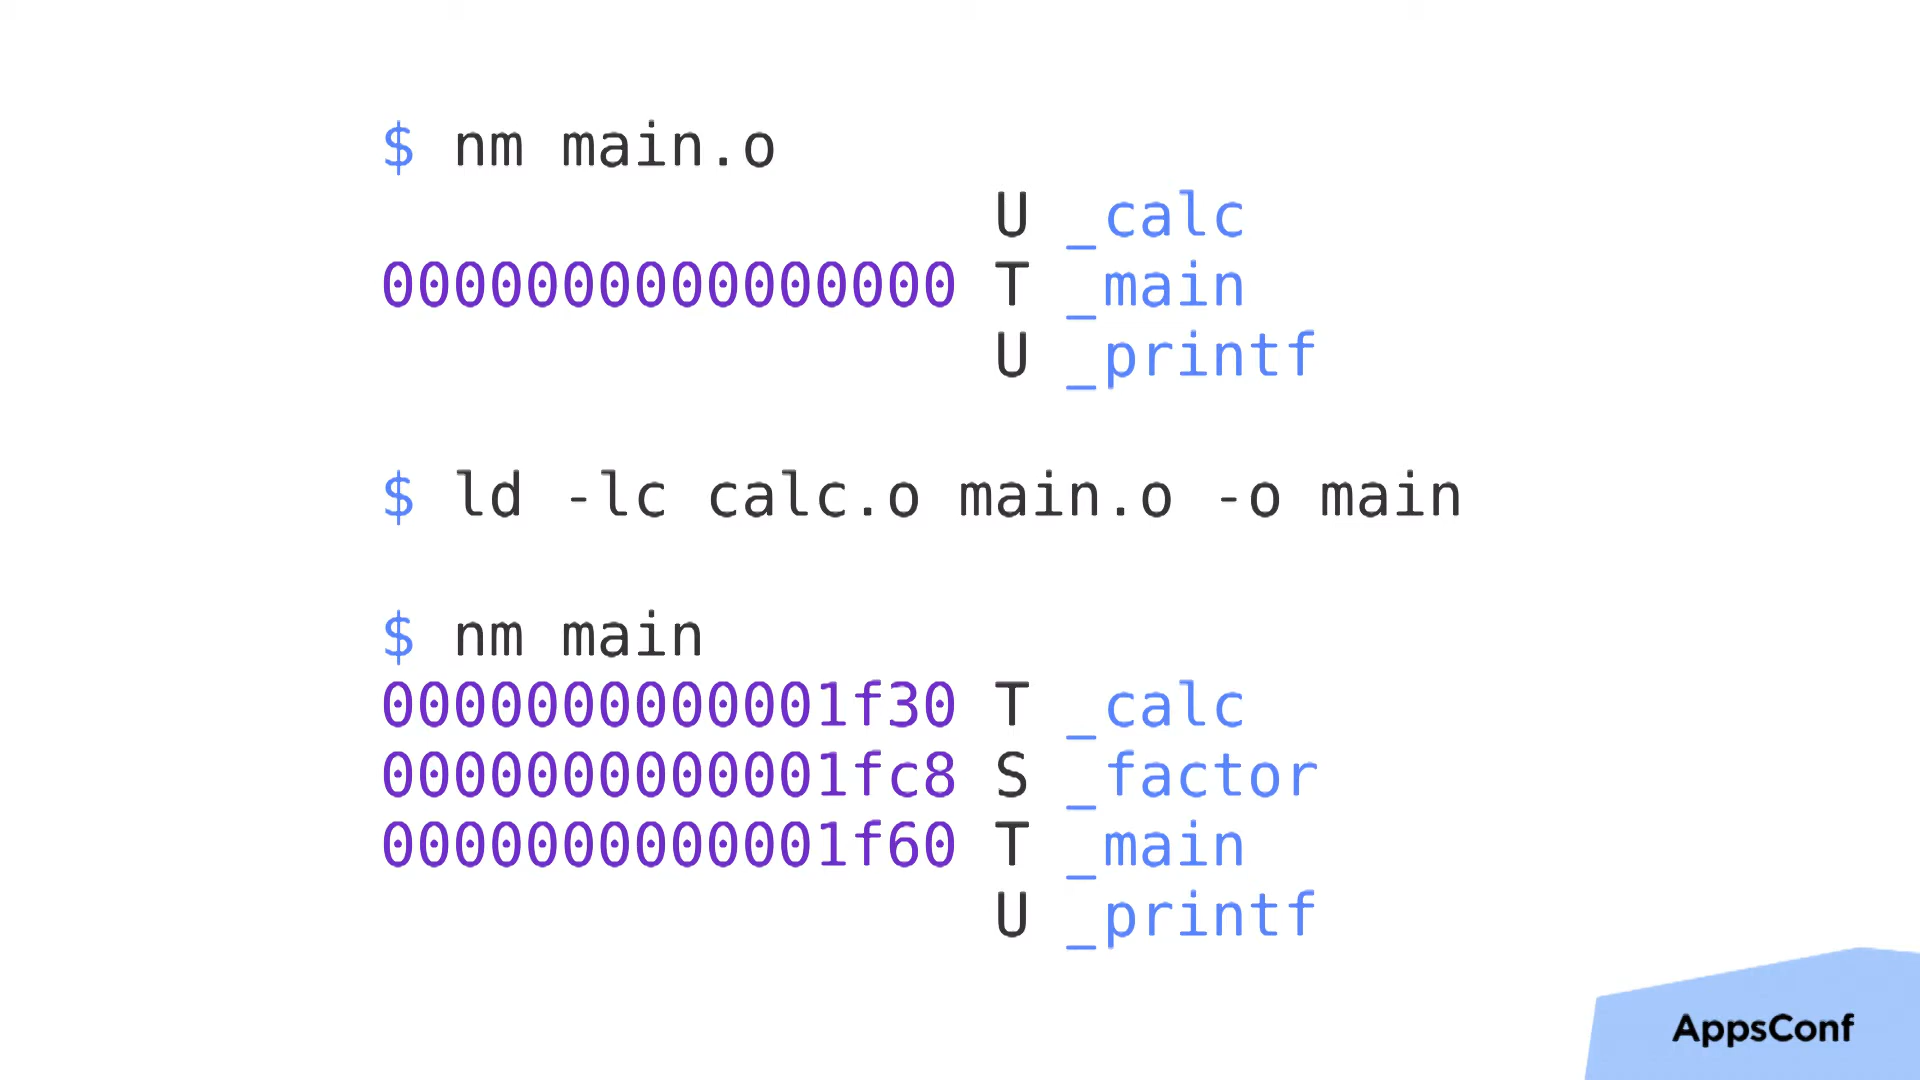 $ nm main.o
U _calc
0000000000000000 T _main
U _printf
$ ld -lc calc.o main.o -o main
$ nm main
0000000000001f30 T _calc
0000000000001fc8 S _factor
0000000000001f60 T _main
U _printf
AppsConf